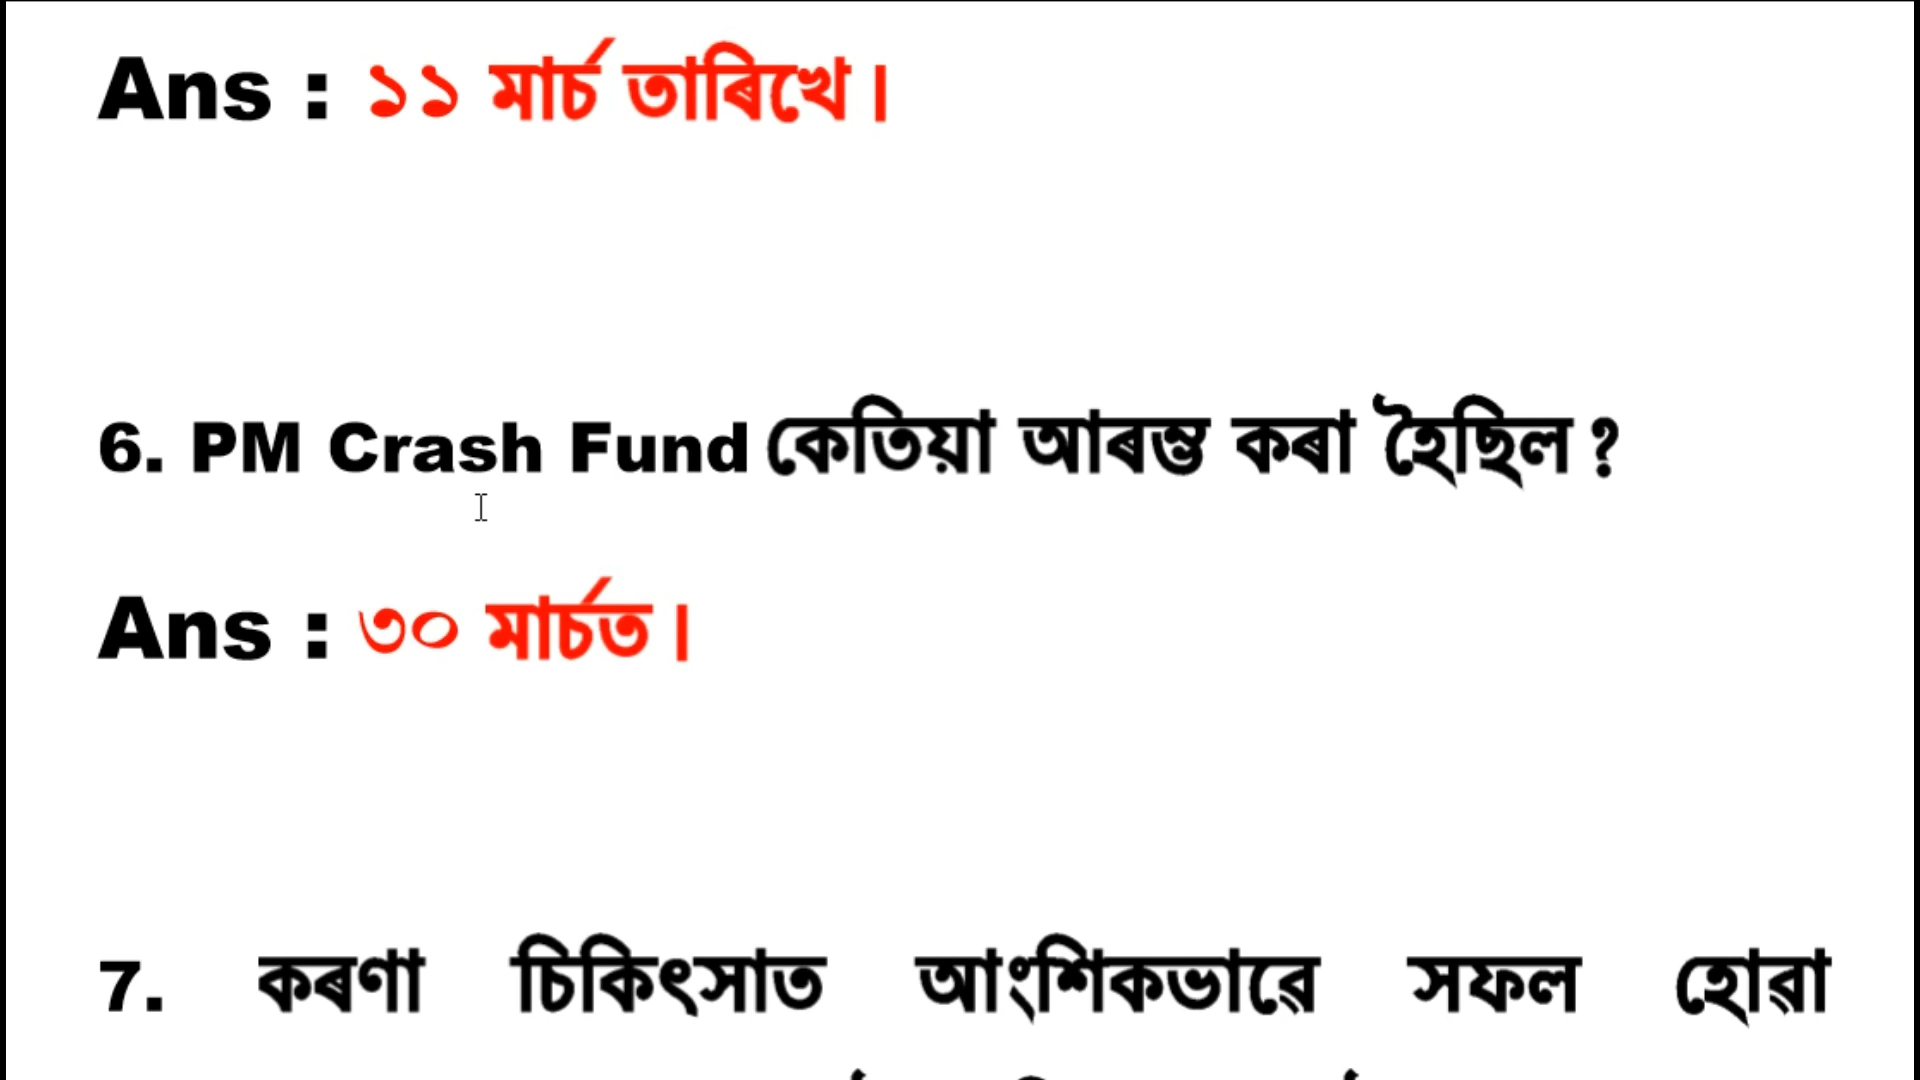 Ans : ১১ মাৰ্চ তাৰিখে।
6. PM Crash Fund কেতিয়া আৰম্ভ কৰা হৈছিল ?
Ans : ৩০ মাৰ্চত।
7. কৰণা চিকিৎসাত আংশিকভাৱে সফল হোৱা